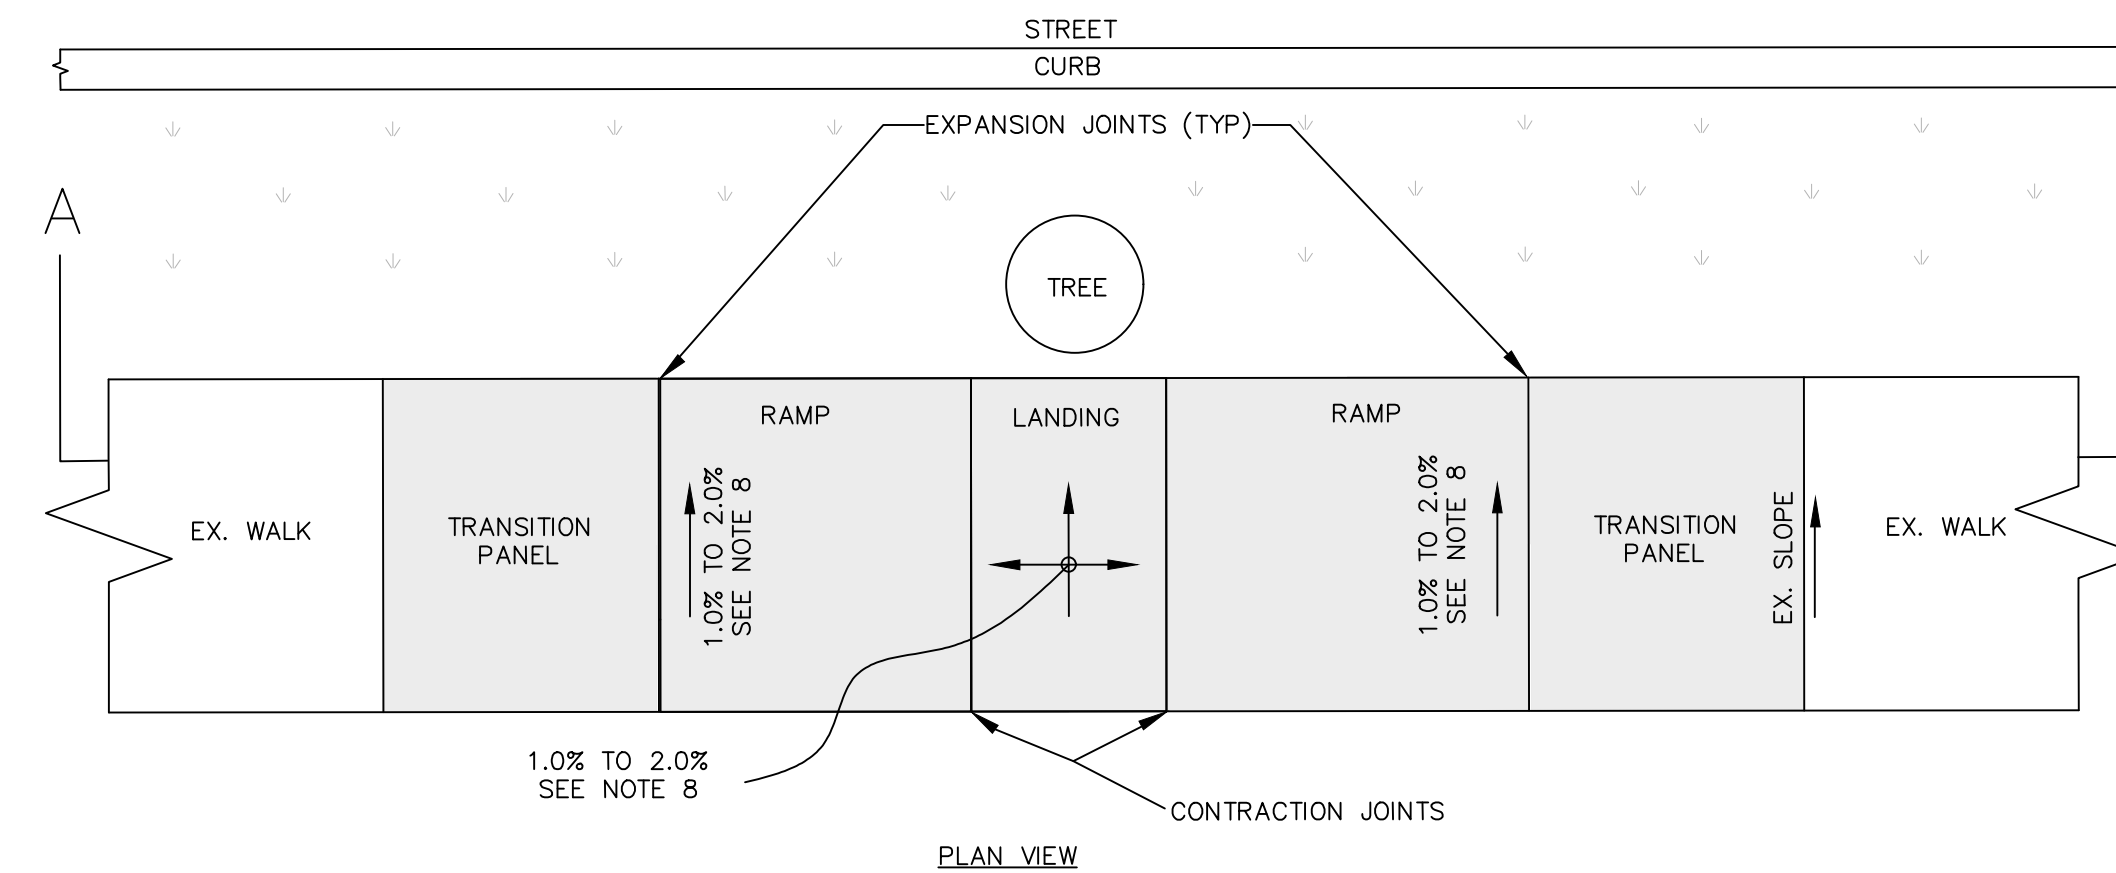 STREET
CURB
EXPANSION JOINTS (TYP)
A
TREE
RAMP
LANDING
RAMP
EX. WALK
TRANSITION
PANEL
1.0% TO 2.0%
SEE NOTE 8
1.0% TO 2.0%
SEE NOTE 8
TRANSITION
PANEL
EX. SLOPE
EX. WALK
1.0% TO 2.0%
SEE NOTE 8
CONTRACTION JOINTS
PLAN VIEW